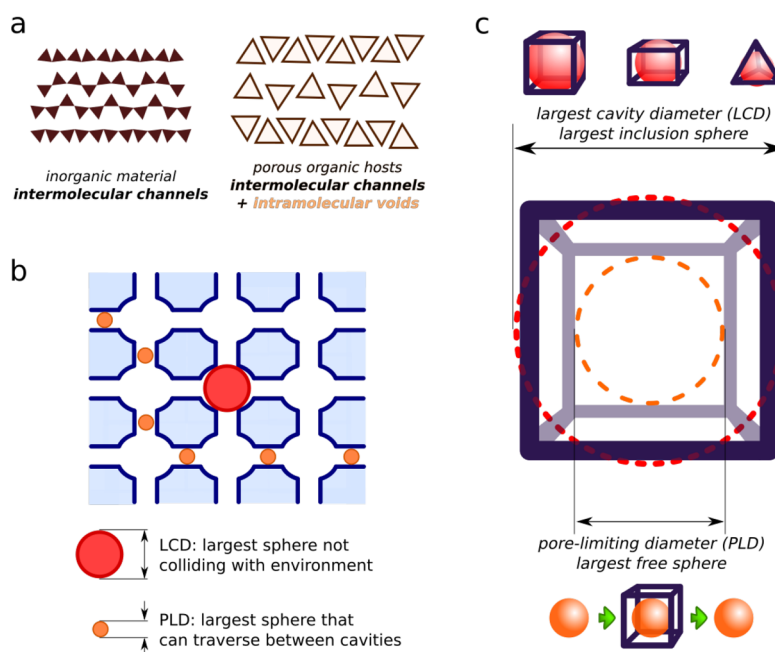 a
inorganic material
intermolecular channels
porous organic hosts
intermolecular channels
+ intramolecular voids
b
LCD: largest sphere not
colliding with environment
PLD: largest sphere that
can traverse between cavities
c
largest cavity diameter (LCD)
largest inclusion sphere
pore-limiting diameter (PLD)
largest free sphere